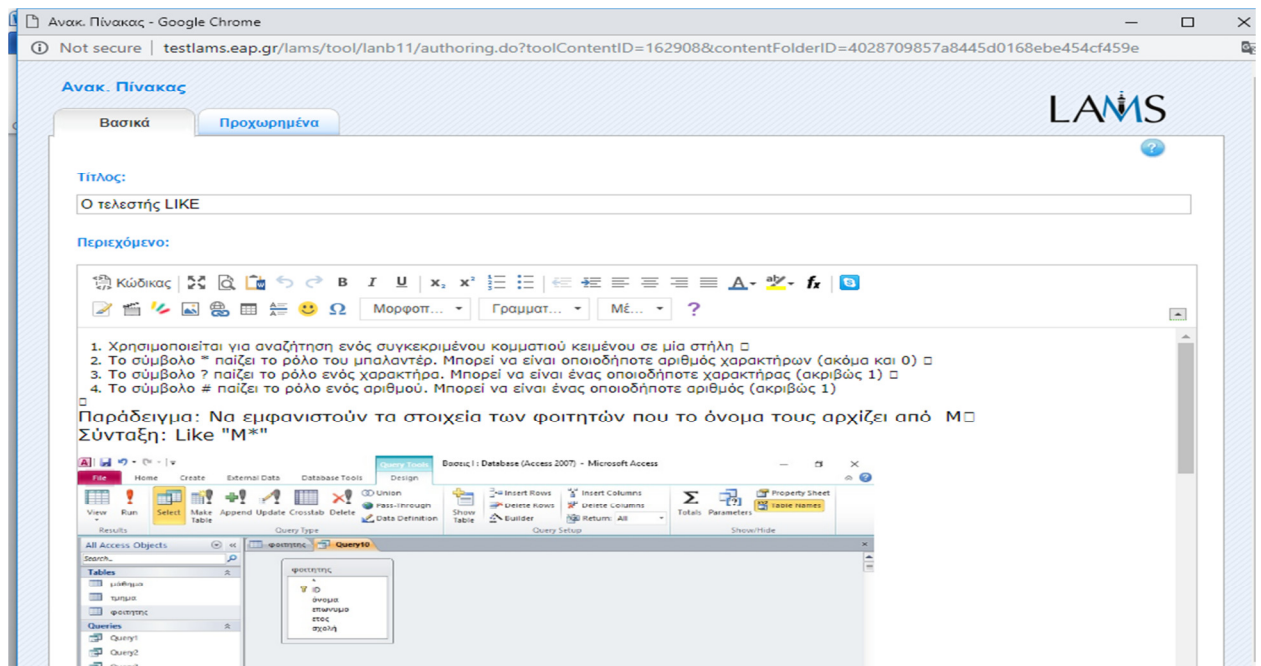 Ανακ. Πίνακας - Google Chrome
Not secure | testlams.eap.gr/lams/tool/lanb11/authoring.do?toolContentID=162908&contentFolderID=4028709857a8445d0168ebe454cf459e
Ανακ. Πίνακας
LAMS
Βασικά Προχωρημένα
Τίτλος:
Ο τελεστής LIKE
Περιεχόμενο:
Κώδικας B I U x₂ x² A ab fx
Ω Μορφοπ... Γραμματ... Μέ... ?
1. Χρησιμοποιείται για αναζήτηση ενός συγκεκριμένου κομματιού κειμένου σε μία στήλη □
2. Το σύμβολο * παίζει το ρόλο του μπαλαντέρ. Μπορεί να είναι οποιοδήποτε αριθμός χαρακτήρων (ακόμα και 0) □
3. Το σύμβολο ? παίζει το ρόλο ενός χαρακτήρα. Μπορεί να είναι ένας οποιοδήποτε χαρακτήρας (ακριβώς 1) □
4. Το σύμβολο # παίζει το ρόλο ενός αριθμού. Μπορεί να είναι ένας οποιοδήποτε αριθμός (ακριβώς 1)
□
Παράδειγμα: Να εμφανιστούν τα στοιχεία των φοιτητών που το όνομα τους αρχίζει από Μ□
Σύνταξη: Like "Μ*"
Query Tools Βασεις1 : Database (Access 2007) - Microsoft Access
File Home Create External Data Database Tools Design
Union Insert Rows Insert Columns Property Sheet
Pass-Through Delete Rows Delete Columns Table Names
View Run Select Make Table Append Update Crosstab Delete Data Definition Show Table Builder Return: All Totals Parameters
Results Query Type Query Setup Show/Hide
All Access Objects φοιτητης Query10
Search..
Tables φοιτητης
μάθημα *
τμημα ID
φοιτητης όνομα
επωνυμο
Queries ετος
Query1 σχολή
Query2